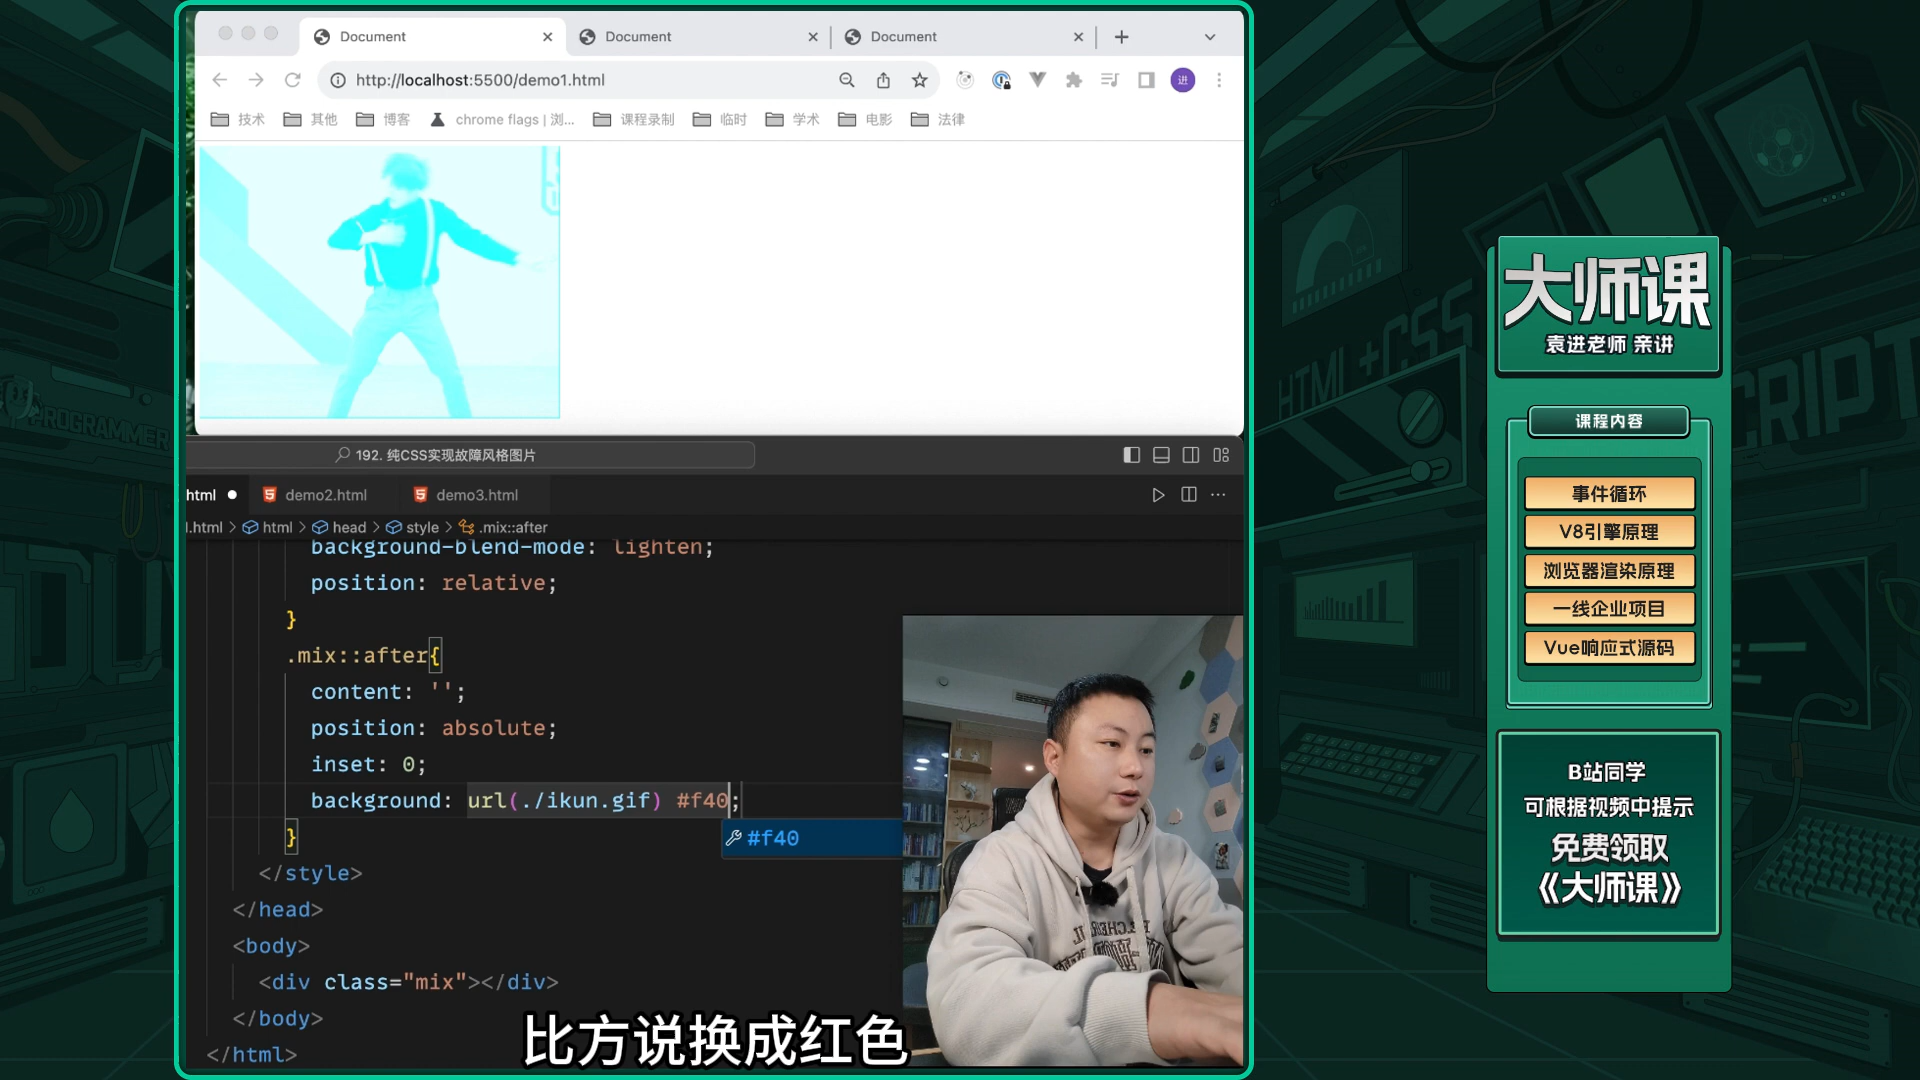 Document
Document
Document
http://localhost:5500/demo1.html
进
技术
其他
博客
chrome flags | 浏...
课程录制
临时
学术
电影
法律
192. 纯CSS实现故障风格图片
html
demo2.html
demo3.html
.html > html > head > style > .mix::after
background-blend-mode: lighten;
position: relative;
}
.mix::after{
content: '';
position: absolute;
inset: 0;
background: url(./ikun.gif) #f40;
#f40
}
</style>
</head>
<body>
<div class="mix"></div>
</body>
</html>
比方说换成红色
大师课
袁进老师 亲讲
课程内容
事件循环
V8引擎原理
浏览器渲染原理
一线企业项目
Vue响应式源码
B站同学
可根据视频中提示
免费领取
《大师课》
PROGRAMMER
HTML+CSS